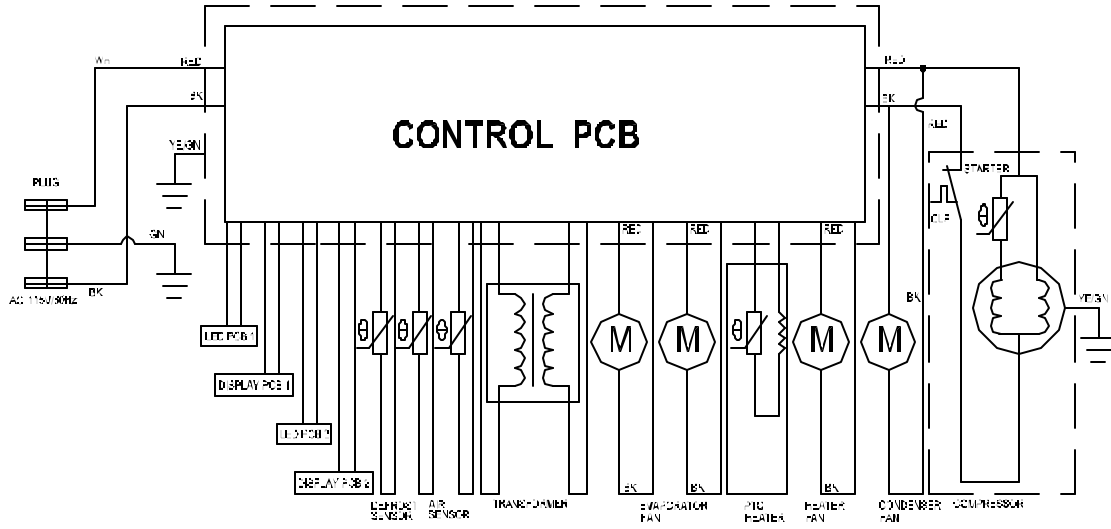 WH
RED
RED
BK
BK
CONTROL PCB
RED
YE/GN
STARTER
PLUG
OLP
GN
RED
RED
RED
AC 115V/60Hz
BK
BK
YE/GN
LED PCB 1
DISPLAY PCB 1
LED PCB 2
DISPLAY PCB 2
BK
BK
BK
DEFROST
SENSOR
AIR
SENSOR
TRANSFORMER
EVAPORATOR
FAN
PTC
HEATER
HEATER
FAN
CONDENSER
FAN
COMPRESSOR
θ
θ
θ
θ
θ
M
M
M
M